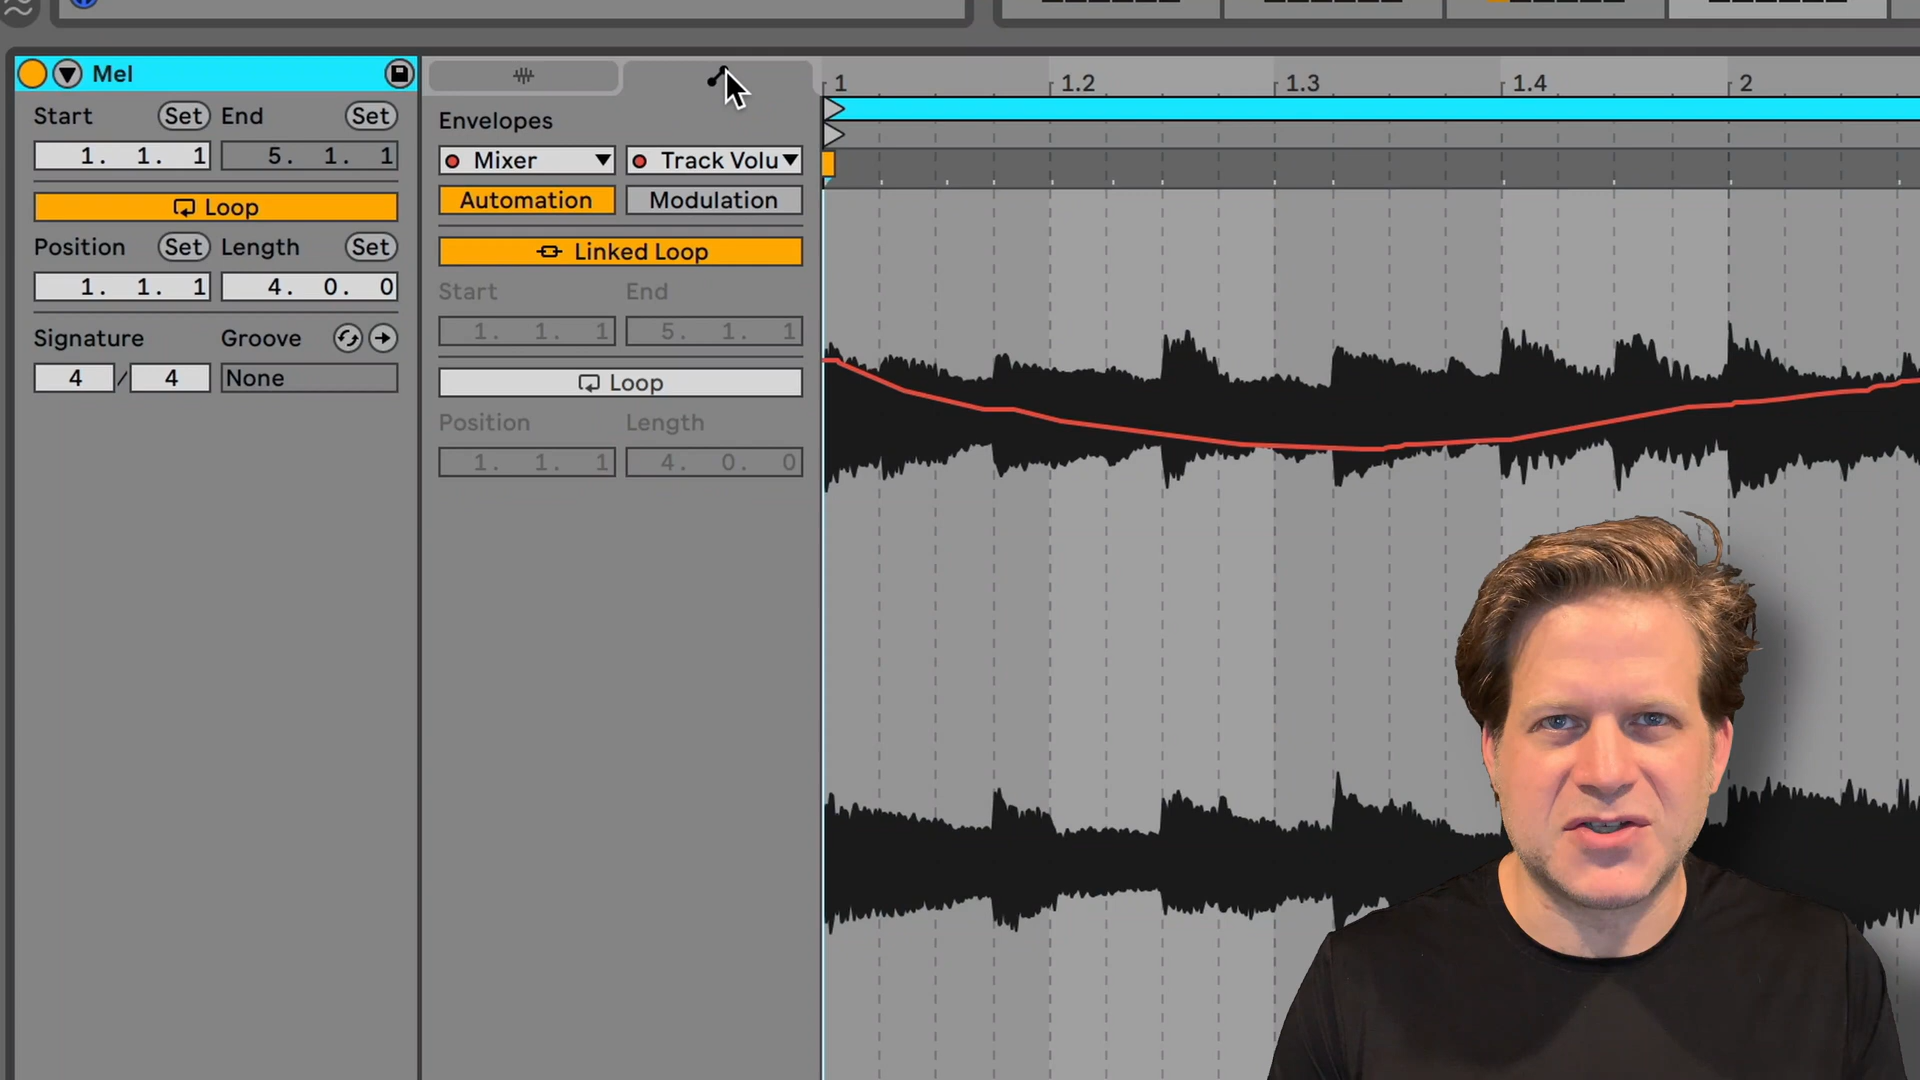 Mel
Start Set End Set
1. 1. 1 5. 1. 1
Loop
Position Set Length Set
1. 1. 1 4. 0. 0
Signature Groove
4 / 4 None
Envelopes
Mixer Track Volu
Automation Modulation
Linked Loop
Start End
1. 1. 1 5. 1. 1
Loop
Position Length
1. 1. 1 4. 0. 0
1 1.2 1.3 1.4 2